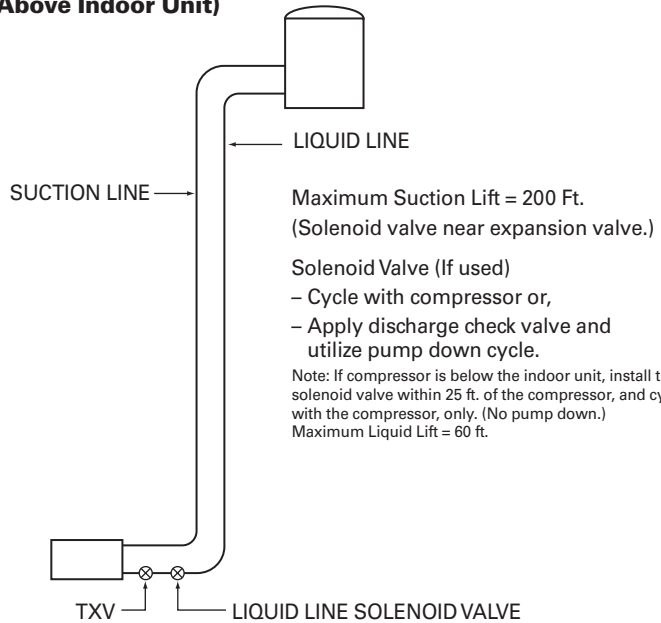 Above Indoor Unit)
LIQUID LINE
SUCTION LINE
Maximum Suction Lift = 200 Ft.
(Solenoid valve near expansion valve.)
Solenoid Valve (If used)
– Cycle with compressor or,
– Apply discharge check valve and
utilize pump down cycle.
Note: If compressor is below the indoor unit, install
solenoid valve within 25 ft. of the compressor, and
with the compressor, only. (No pump down.)
Maximum Liquid Lift = 60 ft.
TXV
LIQUID LINE SOLENOID VALVE